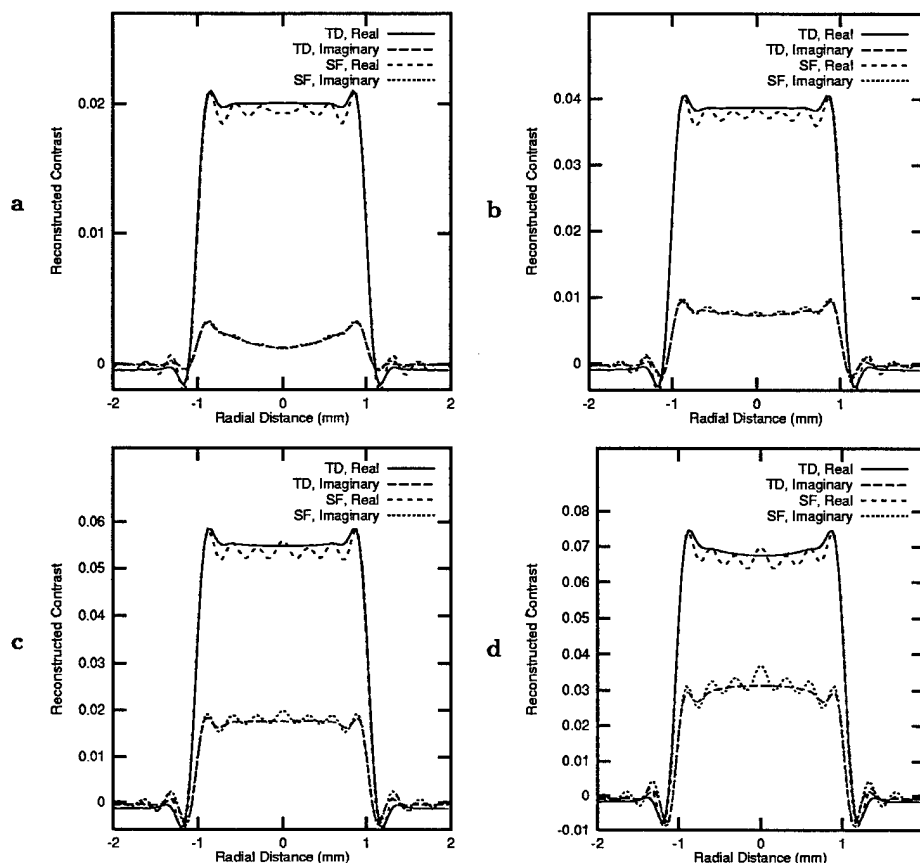 a
TD, Real
TD, Imaginary
SF, Real
SF, Imaginary
Reconstructed Contrast
0.02
0.01
0
-2
-1
0
1
2
Radial Distance (mm)
b
TD, Real
TD, Imaginary
SF, Real
SF, Imaginary
Reconstructed Contrast
0.04
0.03
0.02
0.01
0
-2
-1
0
1
Radial Distance (mm)
c
TD, Real
TD, Imaginary
SF, Real
SF, Imaginary
Reconstructed Contrast
0.06
0.05
0.04
0.03
0.02
0.01
0
-2
-1
0
1
2
Radial Distance (mm)
d
TD, Real
TD, Imaginary
SF, Real
SF, Imaginary
Reconstructed Contrast
0.08
0.07
0.06
0.05
0.04
0.03
0.02
0.01
0
-0.01
-2
-1
0
1
Radial Distance (mm)